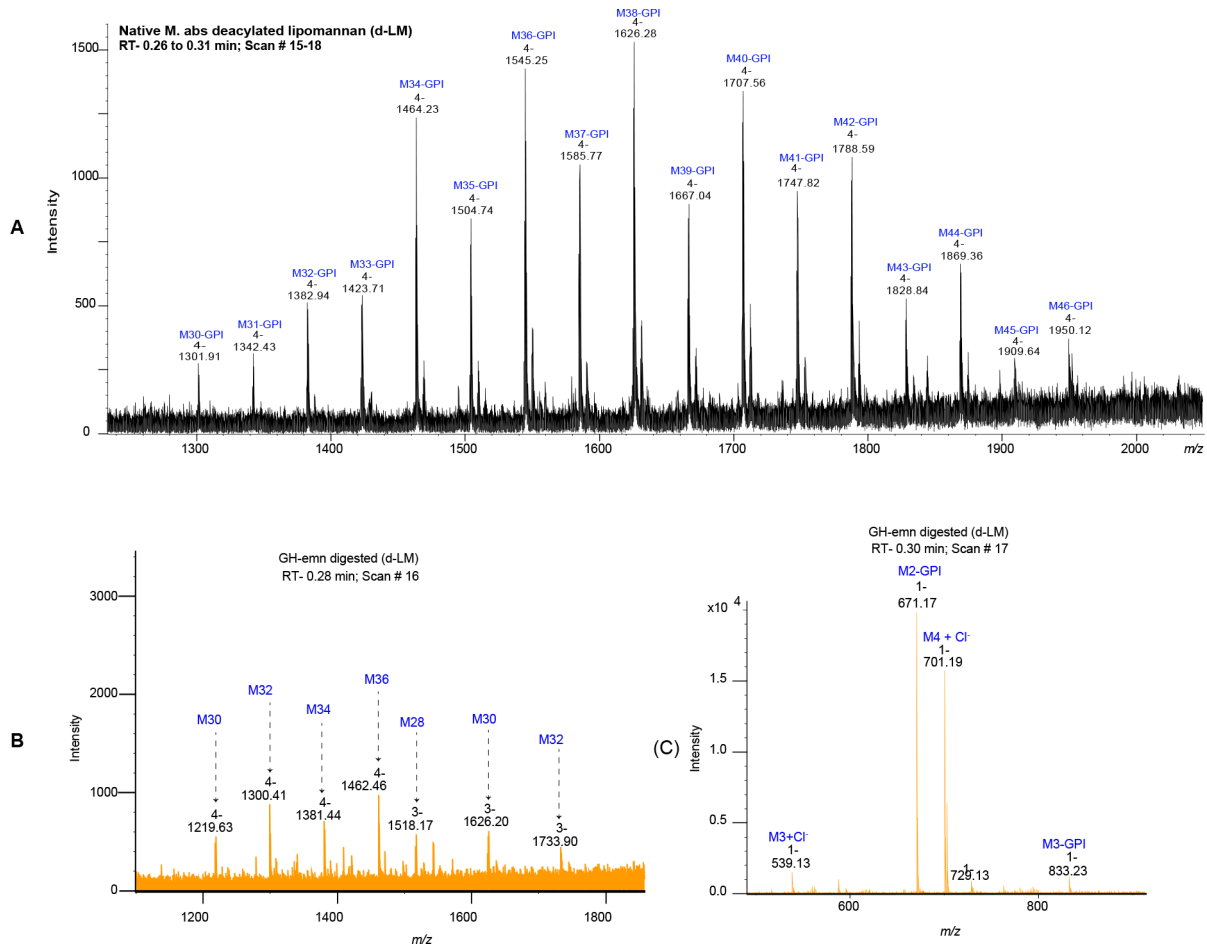 Native M. abs deacylated lipomannan (d-LM)
RT- 0.26 to 0.31 min; Scan # 15-18
A
Intensity
1500
1000
500
0
M30-GPI
4-
1301.91
M31-GPI
4-
1342.43
M32-GPI
4-
1382.94
M33-GPI
4-
1423.71
M34-GPI
4-
1464.23
M35-GPI
4-
1504.74
M36-GPI
4-
1545.25
M37-GPI
4-
1585.77
M38-GPI
4-
1626.28
M39-GPI
4-
1667.04
M40-GPI
4-
1707.56
M41-GPI
4-
1747.82
M42-GPI
4-
1788.59
M43-GPI
4-
1828.84
M44-GPI
4-
1869.36
M45-GPI
4-
1909.64
M46-GPI
4-
1950.12
1300 1400 1500 1600 1700 1800 1900 2000 m/z
B
GH-emn digested (d-LM)
RT- 0.28 min; Scan # 16
Intensity
3000
2000
1000
0
M30
4-
1219.63
M32
4-
1300.41
M34
4-
1381.44
M36
4-
1462.46
M28
3-
1518.17
M30
3-
1626.20
M32
3-
1733.90
1200 1400 1600 1800
m/z
(C)
GH-emn digested (d-LM)
RT- 0.30 min; Scan # 17
x10 4
Intensity
1.5
1.0
0.5
0.0
M3+Cl-
1-
539.13
M2-GPI
1-
671.17
M4 + Cl-
1-
701.19
1-
729.13
M3-GPI
1-
833.23
600 800
m/z